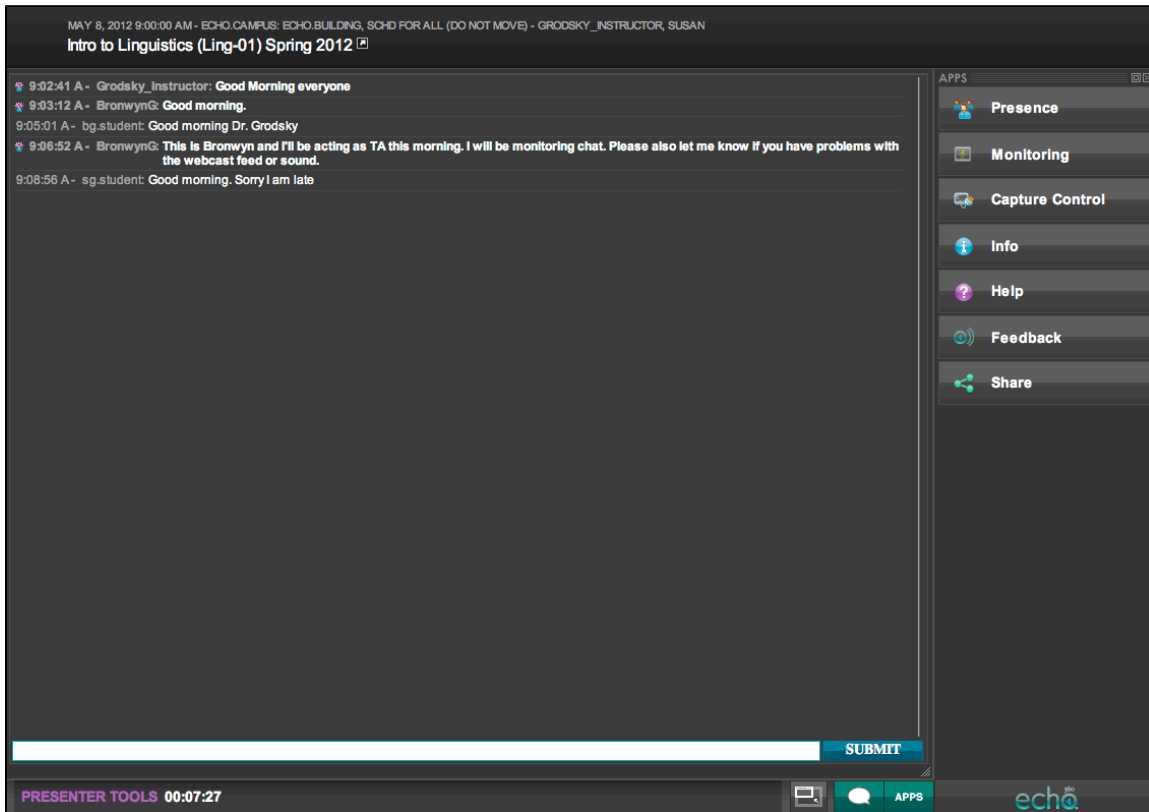 MAY 8, 2012 9:00:00 AM - ECHO.CAMPUS: ECHO.BUILDING, SCHD FOR ALL (DO NOT MOVE) - GRODSKY_INSTRUCTOR, SUSAN
Intro to Linguistics (Ling-01) Spring 2012
9:02:41 A - Grodsky_Instructor: Good Morning everyone
9:03:12 A - BronwynG: Good morning.
9:05:01 A - bg.student: Good morning Dr. Grodsky
9:06:52 A - BronwynG: This is Bronwyn and I'll be acting as TA this morning. I will be monitoring chat. Please also let me know if you have problems with
the webcast feed or sound.
9:08:56 A - sg.student: Good morning. Sorry I am late
SUBMIT
APPS
Presence
Monitoring
Capture Control
Info
Help
Feedback
Share
PRESENTER TOOLS 00:07:27
APPS
echo360